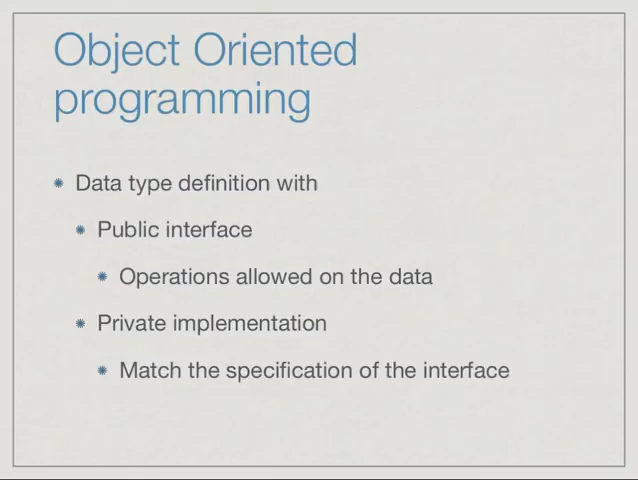 Object Oriented
programming
Data type definition with
Public interface
Operations allowed on the data
Private implementation
Match the specification of the interface